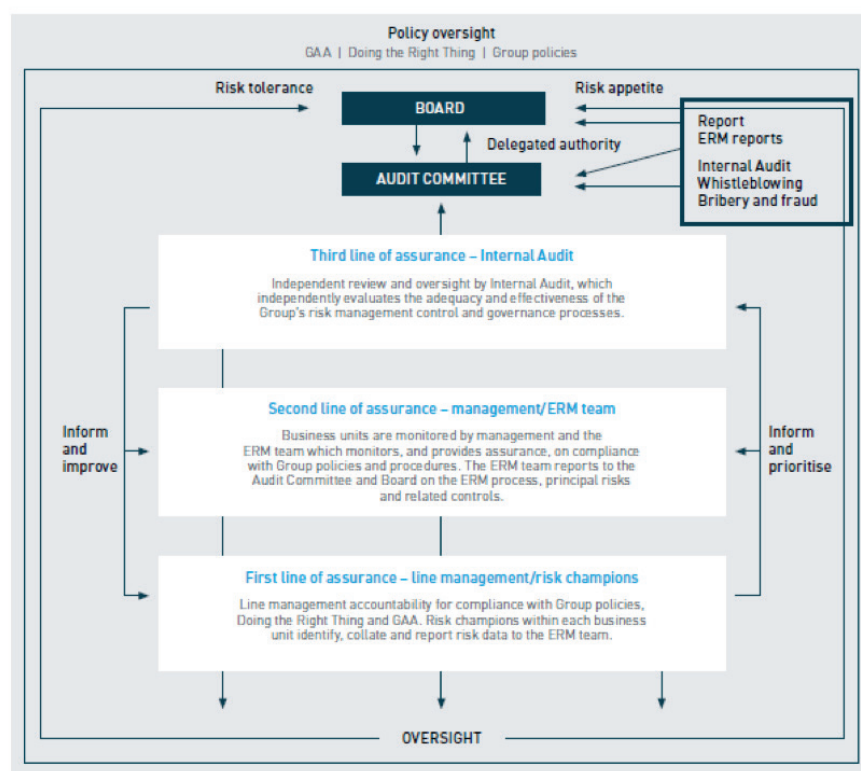 Policy oversight
GAA | Doing the Right Thing | Group policies
Risk tolerance
Risk appetite
BOARD
Delegated authority
AUDIT COMMITTEE
Report
ERM reports
Internal Audit
Whistleblowing
Bribery and fraud
Third line of assurance – Internal Audit
Independent review and oversight by Internal Audit, which
independently evaluates the adequacy and effectiveness of the
Group's risk management control and governance processes.
Second line of assurance – management/ERM team
Business units are monitored by management and the
ERM team which monitors, and provides assurance, on compliance
with Group policies and procedures. The ERM team reports to the
Audit Committee and Board on the ERM process, principal risks
and related controls.
Inform
and
improve
Inform
and
prioritise
First line of assurance – line management/risk champions
Line management accountability for compliance with Group policies,
Doing the Right Thing and GAA. Risk champions within each business
unit identify, collate and report risk data to the ERM team.
OVERSIGHT